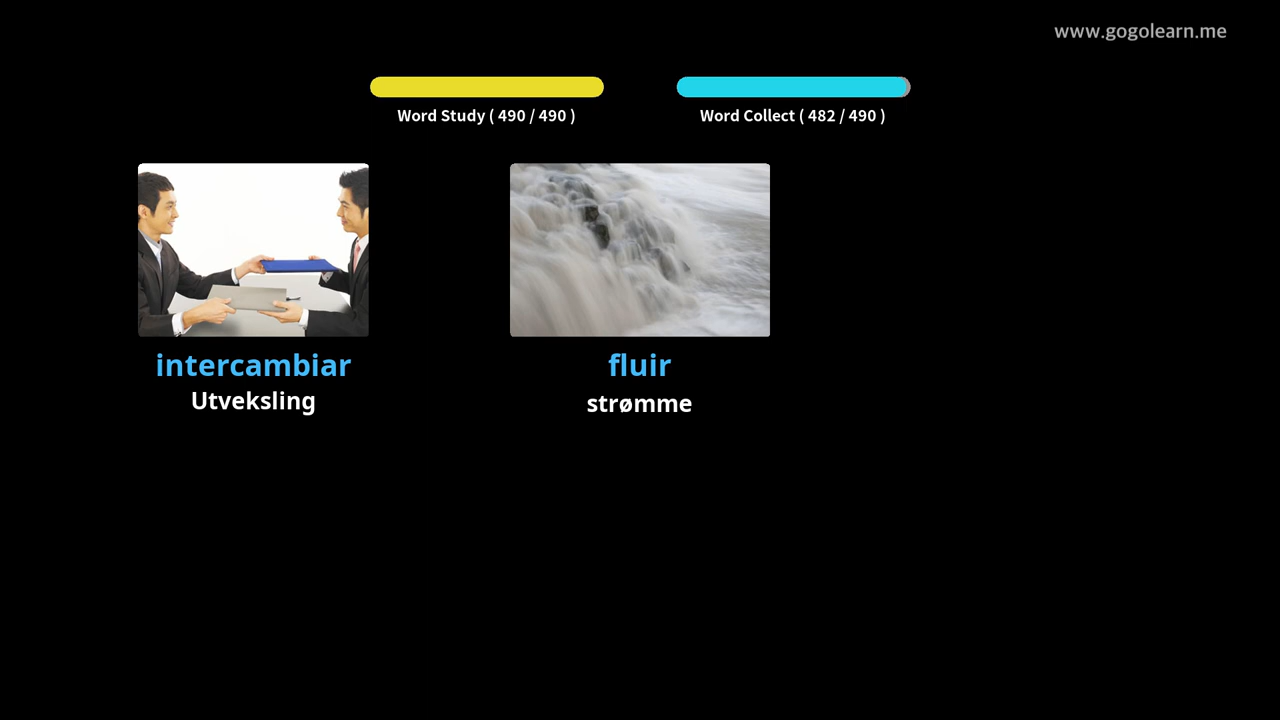 www.gogolearn.me
Word Study ( 490 / 490 )
Word Collect ( 482 / 490 )
intercambiar
Utveksling
fluir
strømme